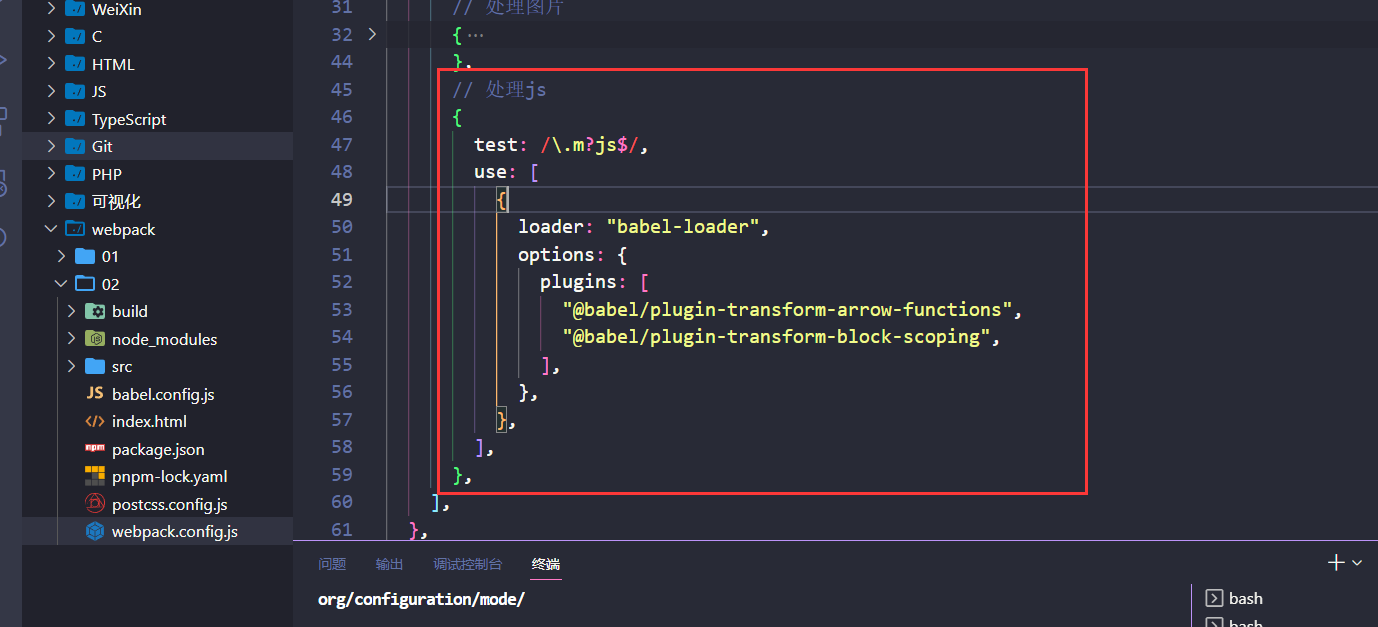 WeiXin
C
HTML
JS
TypeScript
Git
PHP
可视化
webpack
01
02
build
node_modules
src
JS babel.config.js
index.html
npm package.json
pnpm-lock.yaml
postcss.config.js
webpack.config.js
31 // 处理图片
32 {…
44 },
45 // 处理js
46 {
47 test: /\.m?js$/,
48 use: [
49 {
50 loader: "babel-loader",
51 options: {
52 plugins: [
53 "@babel/plugin-transform-arrow-functions",
54 "@babel/plugin-transform-block-scoping",
55 ],
56 },
57 },
58 ],
59 },
60 ],
61 },
问题 输出 调试控制台 终端
org/configuration/mode/
bash
bash